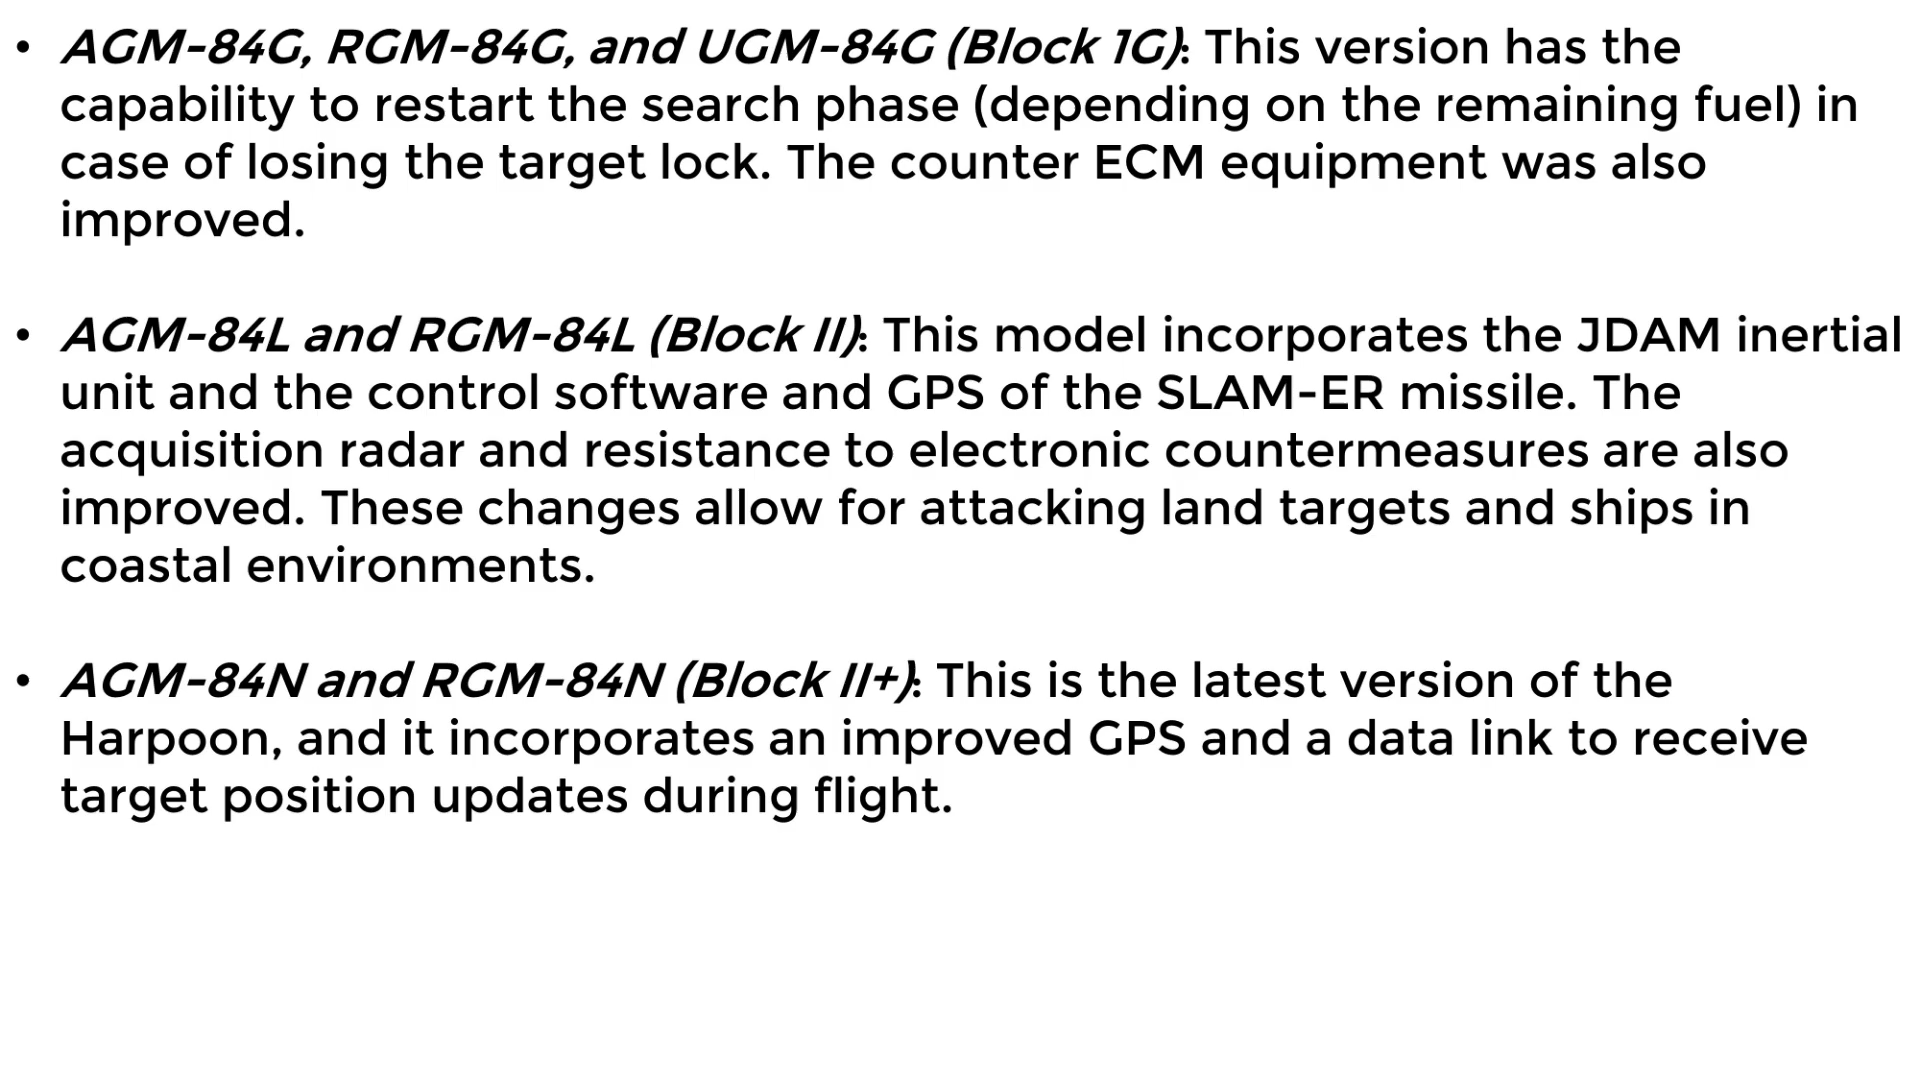 • AGM-84G, RGM-84G, and UGM-84G (Block 1G): This version has the
capability to restart the search phase (depending on the remaining fuel) in
case of losing the target lock. The counter ECM equipment was also
improved.
• AGM-84L and RGM-84L (Block II): This model incorporates the JDAM inertial
unit and the control software and GPS of the SLAM-ER missile. The
acquisition radar and resistance to electronic countermeasures are also
improved. These changes allow for attacking land targets and ships in
coastal environments.
• AGM-84N and RGM-84N (Block II+): This is the latest version of the
Harpoon, and it incorporates an improved GPS and a data link to receive
target position updates during flight.